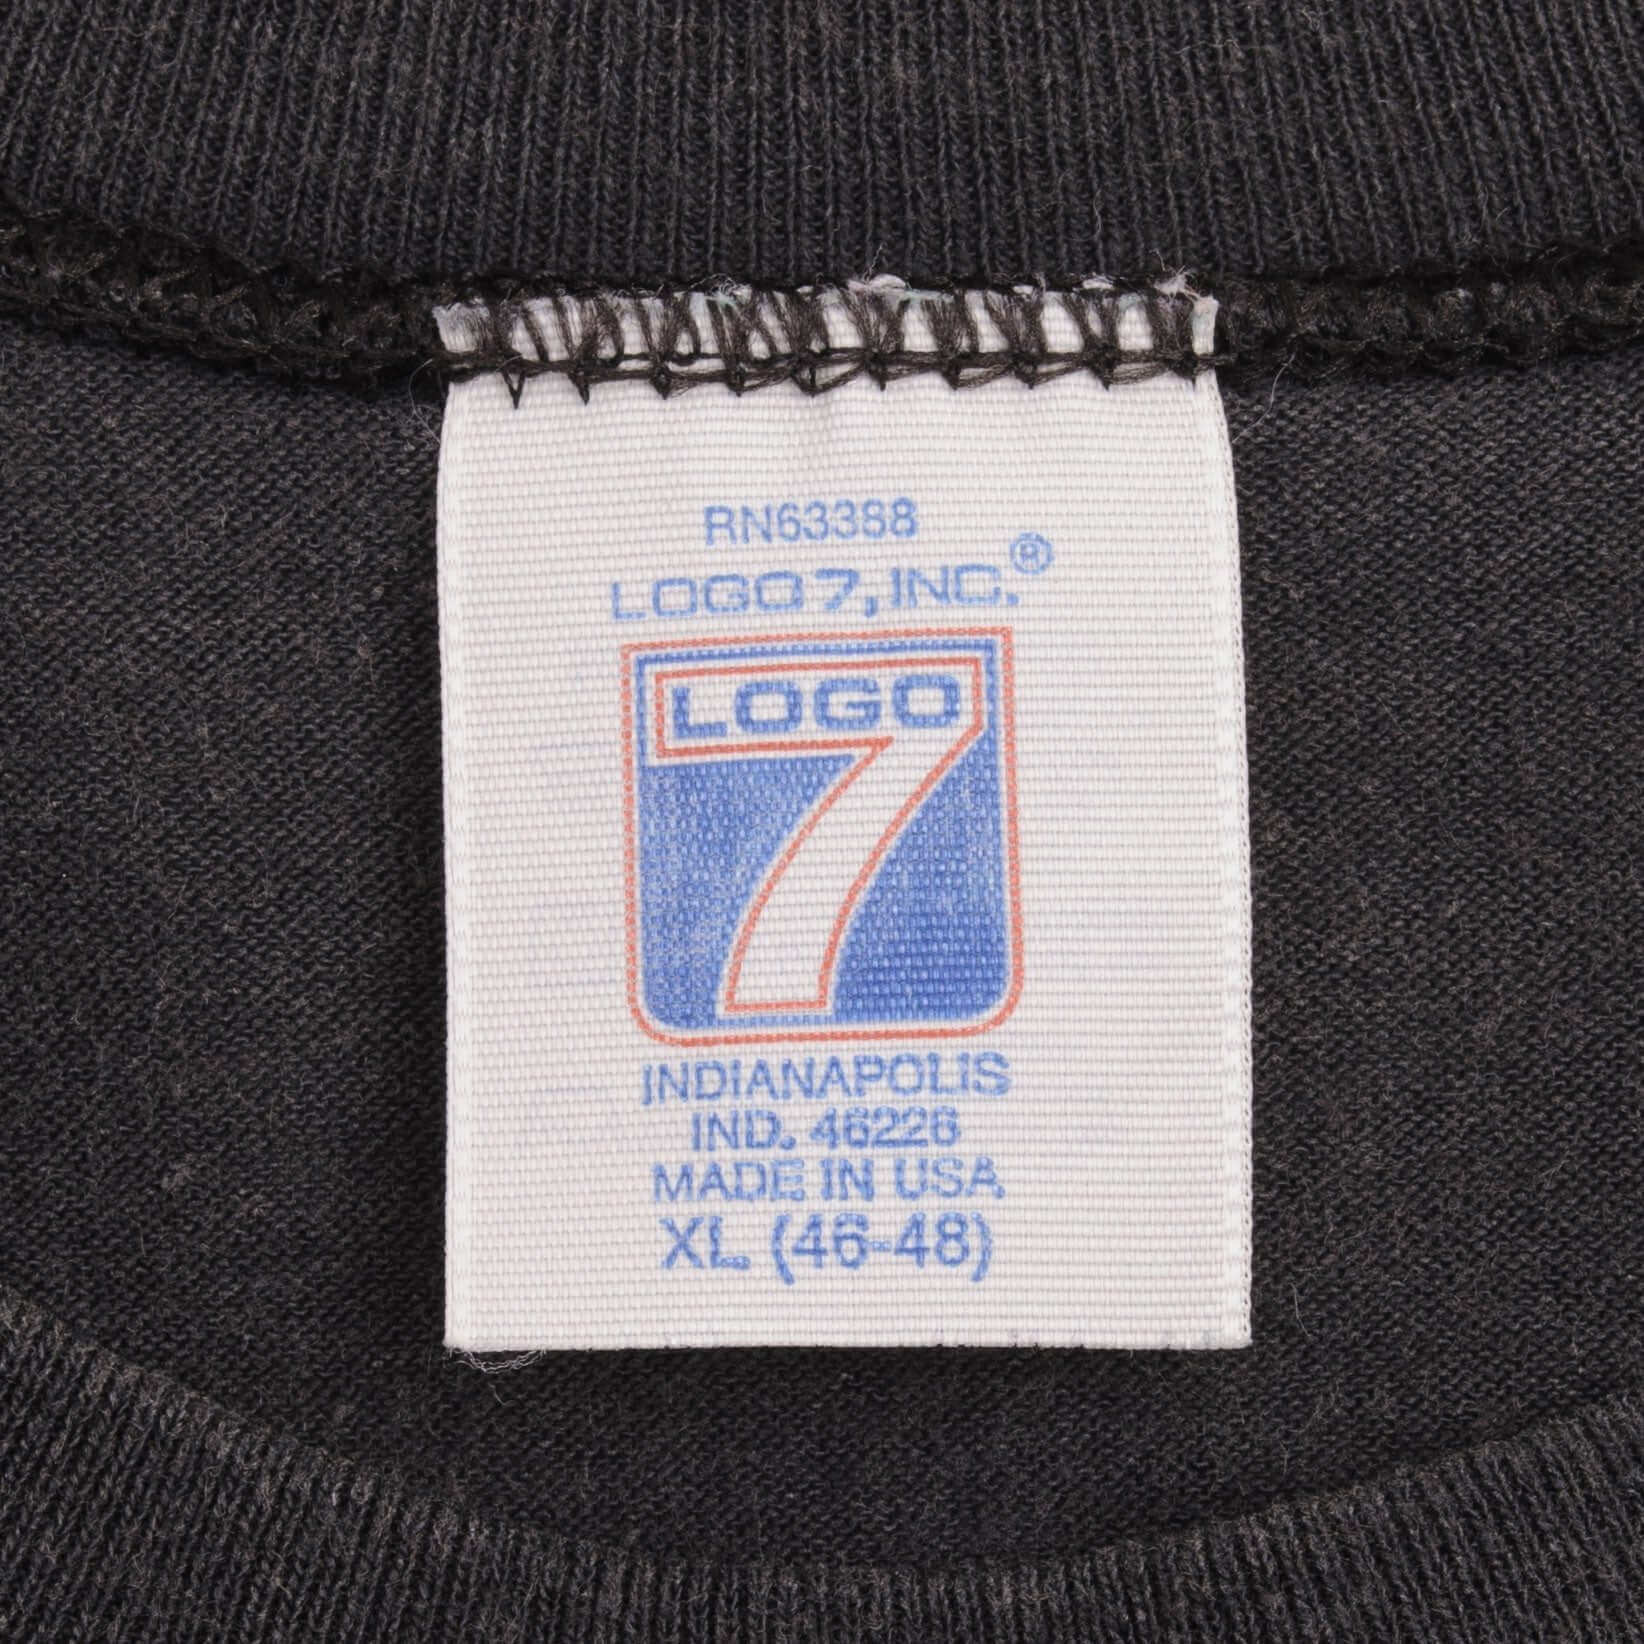 RN63388
LOGO 7, INC.®
LOGO
7
INDIANAPOLIS
IND. 46226
MADE IN USA
XL (46-48)